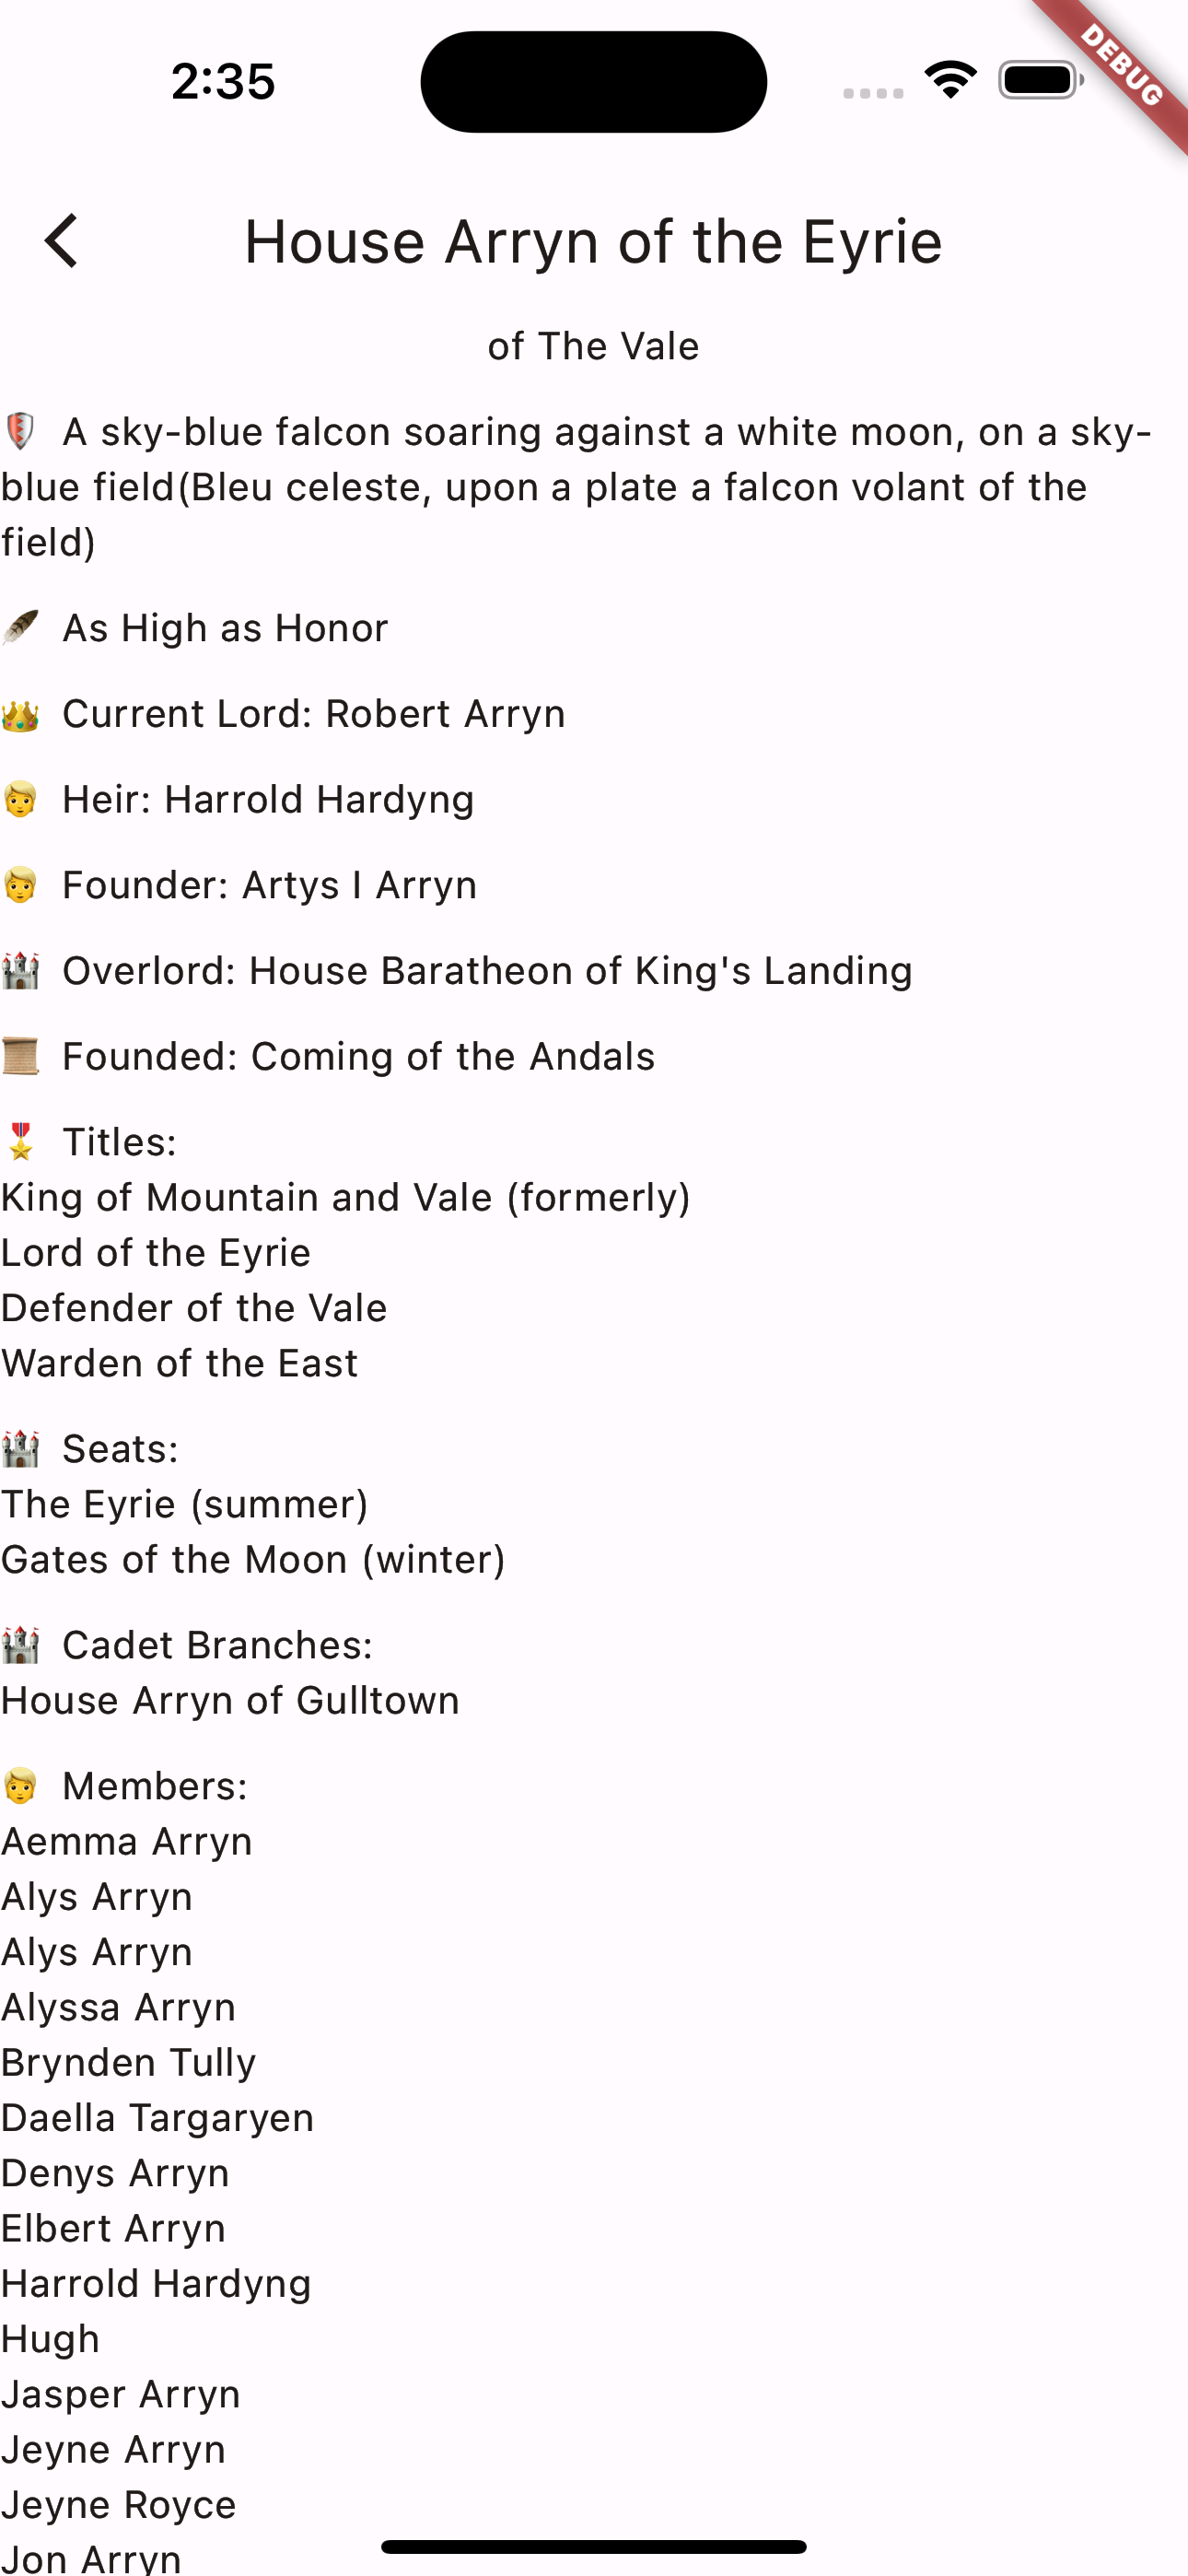 2:35
DEBUG
House Arryn of the Eyrie
of The Vale
🛡️ A sky-blue falcon soaring against a white moon, on a sky-
blue field(Bleu celeste, upon a plate a falcon volant of the
field)
🪶 As High as Honor
👑 Current Lord: Robert Arryn
🧑 Heir: Harrold Hardyng
🧑 Founder: Artys I Arryn
🏰 Overlord: House Baratheon of King's Landing
📜 Founded: Coming of the Andals
🎖️ Titles:
King of Mountain and Vale (formerly)
Lord of the Eyrie
Defender of the Vale
Warden of the East
🏰 Seats:
The Eyrie (summer)
Gates of the Moon (winter)
🏰 Cadet Branches:
House Arryn of Gulltown
🧑 Members:
Aemma Arryn
Alys Arryn
Alys Arryn
Alyssa Arryn
Brynden Tully
Daella Targaryen
Denys Arryn
Elbert Arryn
Harrold Hardyng
Hugh
Jasper Arryn
Jeyne Arryn
Jeyne Royce
Jon Arryn